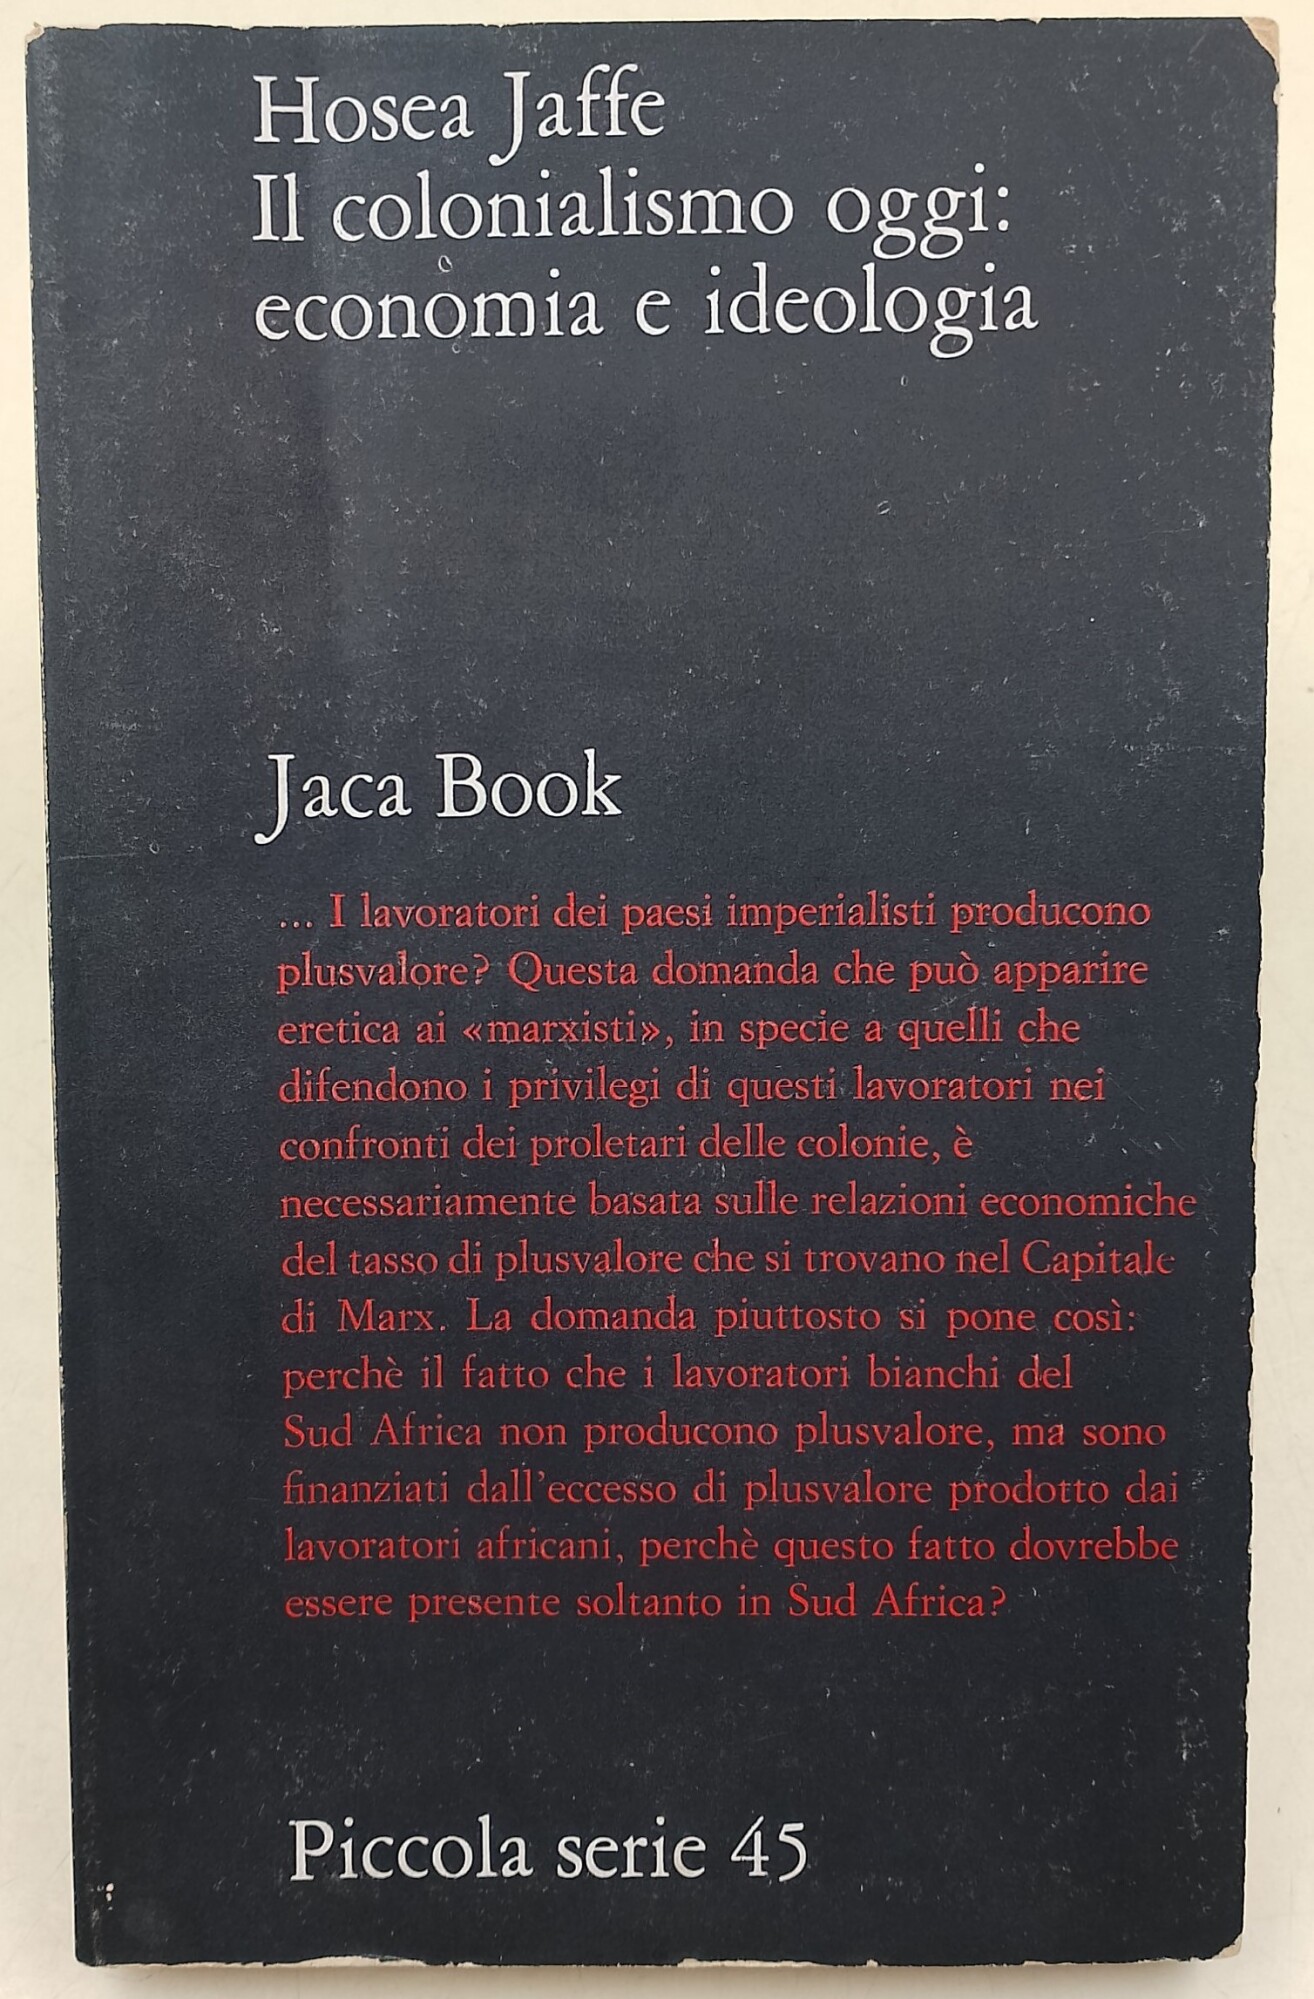 Hosea Jaffe
Il colonialismo oggi:
economia e ideologia
Jaca Book
... I lavoratori dei paesi imperialisti producono
plusvalore? Questa domanda che può apparire
eretica ai «marxisti», in specie a quelli che
difendono i privilegi di questi lavoratori nei
confronti dei proletari delle colonie, è
necessariamente basata sulle relazioni economiche
del tasso di plusvalore che si trovano nel Capitale
di Marx. La domanda piuttosto si pone così:
perchè il fatto che i lavoratori bianchi del
Sud Africa non producono plusvalore, ma sono
finanziati dall'eccesso di plusvalore prodotto dai
lavoratori africani, perchè questo fatto dovrebbe
essere presente soltanto in Sud Africa?
Piccola serie 45